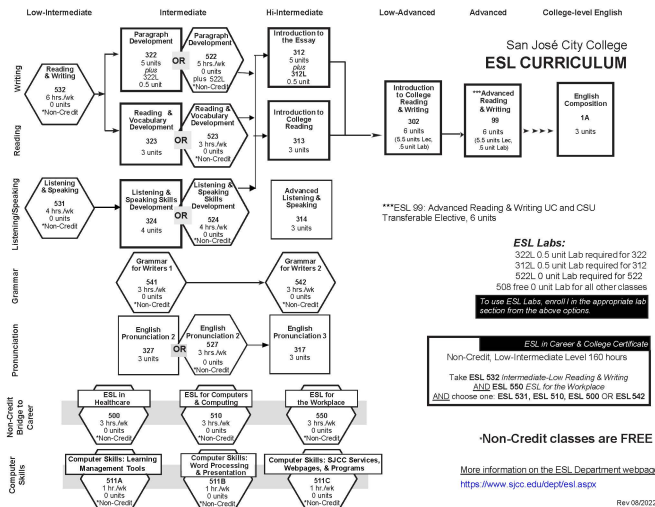 Low-Intermediate
Intermediate
Hi-Intermediate
Low-Advanced
Advanced
College-level English
San José City College
ESL CURRICULUM
Writing
Reading
& Writing
532
6 hrs./wk
0 units
*Non-Credit
Paragraph
Development
322
5 units
plus
322L
0.5 unit
OR
Paragraph
Development
522
5 hrs./wk
0 units
plus 522L
*Non-Credit
Introduction to
the Essay
312
5 units
plus
312L
0.5 unit
Reading
Reading &
Vocabulary
Development
323
3 units
OR
Reading &
Vocabulary
Development
523
3 hrs./wk
0 units
*Non-Credit
Introduction to
College
Reading
313
3 units
Introduction
to College
Reading
& Writing
302
6 units
(5.5 units Lec,
.5 unit Lab)
***Advanced
Reading
& Writing
99
6 units
(5.5 units Lec,
.5 unit Lab)
English
Composition
1A
3 units
Listening/Speaking
Listening
& Speaking
531
4 hrs./wk
0 units
*Non-Credit
Listening &
Speaking Skills
Development
324
4 units
OR
Listening &
Speaking
Skills
Development
524
4 hrs./wk
0 units
*Non-Credit
Advanced
Listening &
Speaking
314
3 units
***ESL 99: Advanced Reading & Writing UC and CSU
Transferable Elective, 6 units
Grammar
Grammar
for Writers 1
541
3 hrs./wk
0 units
*Non-Credit
Grammar
for Writers 2
542
3 hrs./wk
0 units
*Non-Credit
ESL Labs:
322L 0.5 unit Lab required for 322
312L 0.5 unit Lab required for 312
522L 0 unit Lab required for 522
508 free 0 unit Lab for all other classes
To use ESL Labs, enroll I in the appropriate lab
section from the above options.
Pronunciation
English
Pronunciation 2
327
3 units
OR
English
Pronunciation 2
527
3 hrs./wk
0 units
*Non-Credit
English
Pronunciation 3
317
3 units
ESL in Career & College Certificate
Non-Credit, Low-Intermediate Level 160 hours
Take ESL 532 Intermediate-Low Reading & Writing
AND ESL 550 ESL for the Workplace
AND choose one: ESL 531, ESL 510, ESL 500 OR ESL 542
Non-Credit
Bridge to
Career
ESL in
Healthcare
500
3 hrs./wk
0 units
*Non-Credit
ESL for Computers
& Computing
510
3 hrs./wk
0 units
*Non-Credit
ESL for
the Workplace
550
3 hrs./wk
0 units
*Non-Credit
*Non-Credit classes are FREE
Computer
Skills
Computer Skills: Learning
Management Tools
511A
1 hr./wk
0 units
*Non-Credit
Computer Skills:
Word Processing
& Presentation
511B
1 hr./wk
0 units
*Non-Credit
Computer Skills: SJCC Services,
Webpages, & Programs
511C
1 hr./wk
0 units
*Non-Credit
More information on the ESL Department webpage
https://www.sjcc.edu/dept/esl.aspx
Rev 08/2022